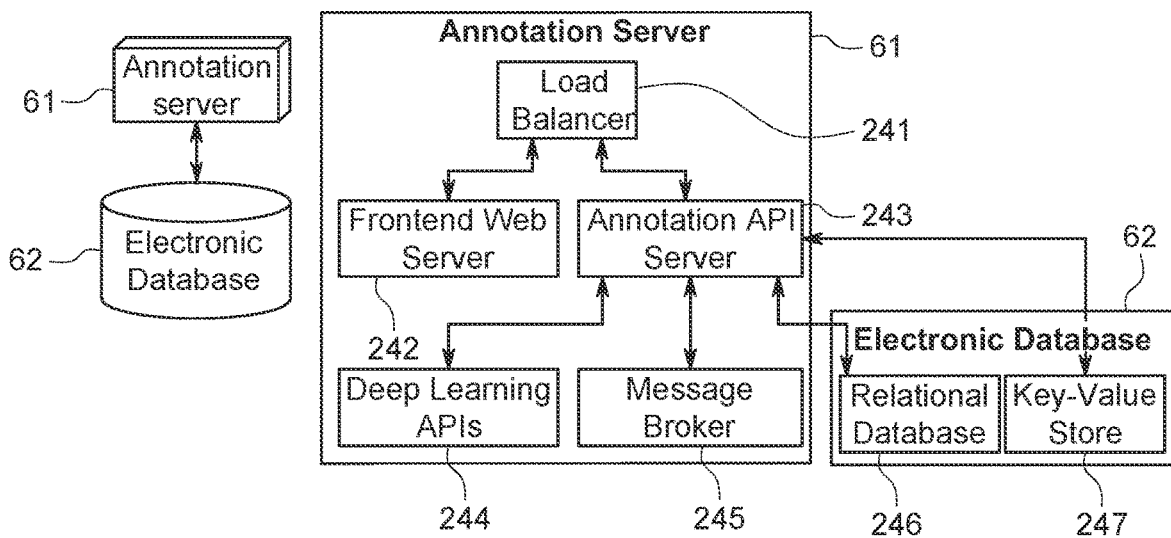 Annotation
server
61
Electronic
Database
62
Annotation Server
61
Load
Balancer
241
Frontend Web
Server
242
Annotation API
Server
243
Deep Learning
APIs
244
Message
Broker
245
62
Electronic Database
Relational
Database
246
Key-Value
Store
247